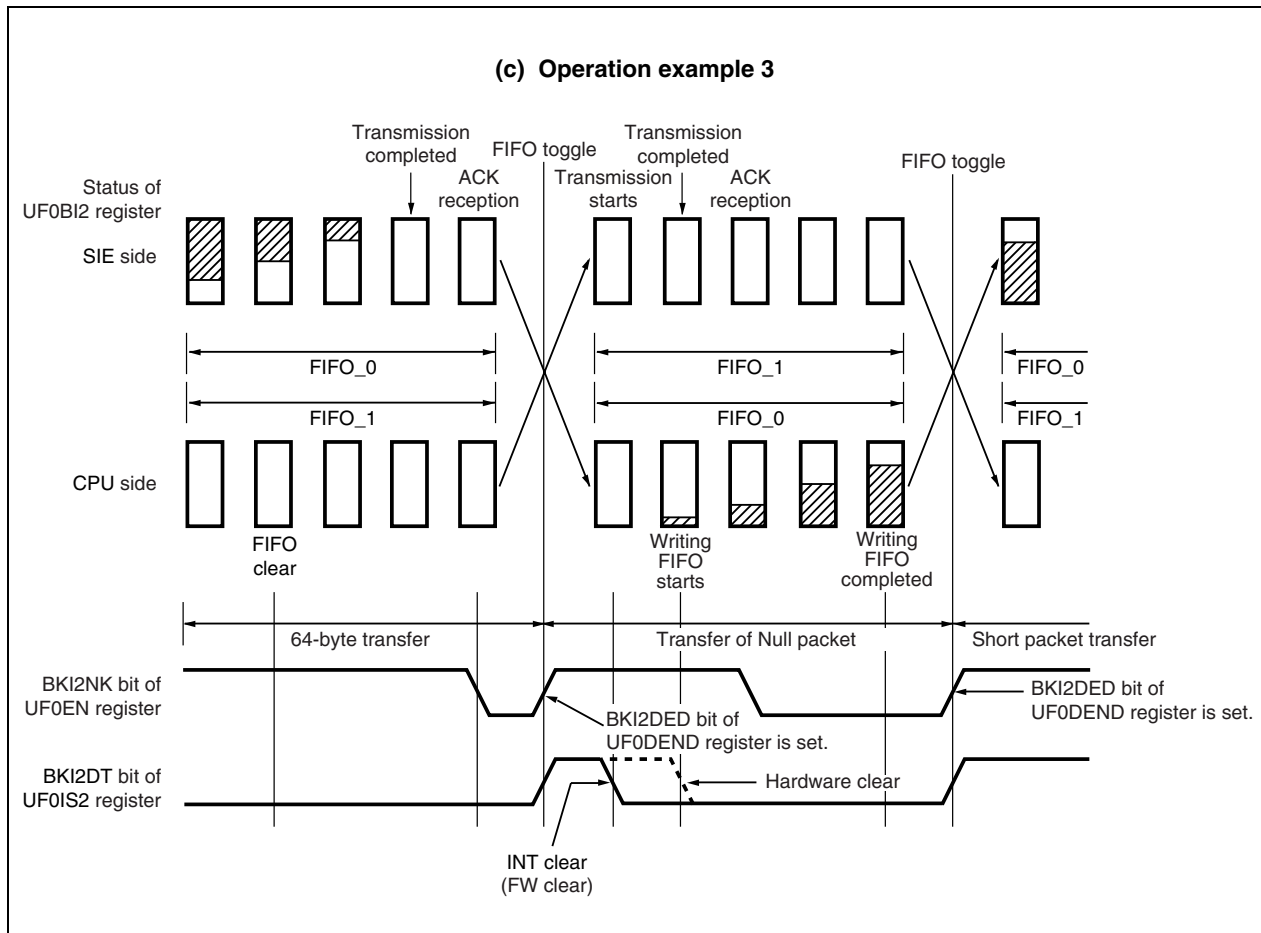 (c) Operation example 3
Transmission
completed
FIFO toggle
Transmission
completed
FIFO toggle
Status of
UF0BI2 register
ACK
reception
Transmission
starts
ACK
reception
SIE side
FIFO_0
FIFO_1
FIFO_0
FIFO_1
FIFO_0
FIFO_1
CPU side
FIFO
clear
Writing
FIFO
starts
Writing
FIFO
completed
64-byte transfer
Transfer of Null packet
Short packet transfer
BKI2NK bit of
UF0EN register
BKI2DED bit of
UF0DEND register is set.
BKI2DED bit of
UF0DEND register is set.
BKI2DT bit of
UF0IS2 register
Hardware clear
INT clear
(FW clear)